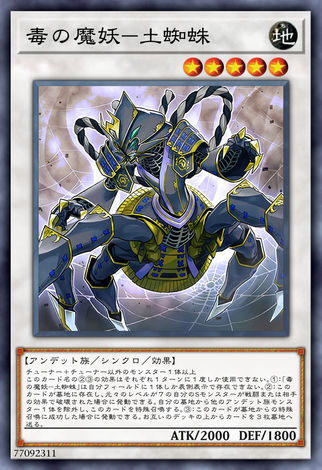 毒の魔妖－土蜘蛛
ち
地
【アンデット族／シンクロ／効果】
チューナー＋チューナー以外のモンスター１体以上
このカード名の②③の効果はそれぞれ１ターンに１度しか使用できない。①：「毒
の魔妖－土蜘蛛」は自分フィールドに１体しか表側表示で存在できない。②：この
カードが墓地に存在し、元々のレベルが７の自分のＳモンスターが戦闘または相手
の効果で破壊された場合に発動できる。自分の墓地から他のアンデット族モンス
ター１体を除外し、このカードを特殊召喚する。③：このカードが墓地からの特殊
召喚に成功した場合に発動できる。お互いのデッキの上からカードを３枚墓地へ
送る。
ATK/2000 DEF/1800
77092311